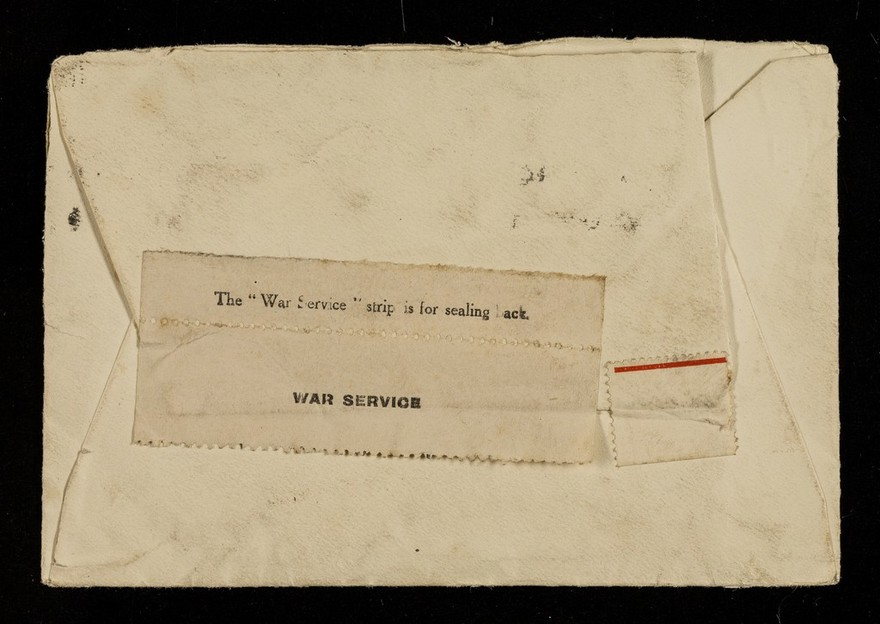 The “ War Service ” strip is for sealing back.
WAR SERVICE